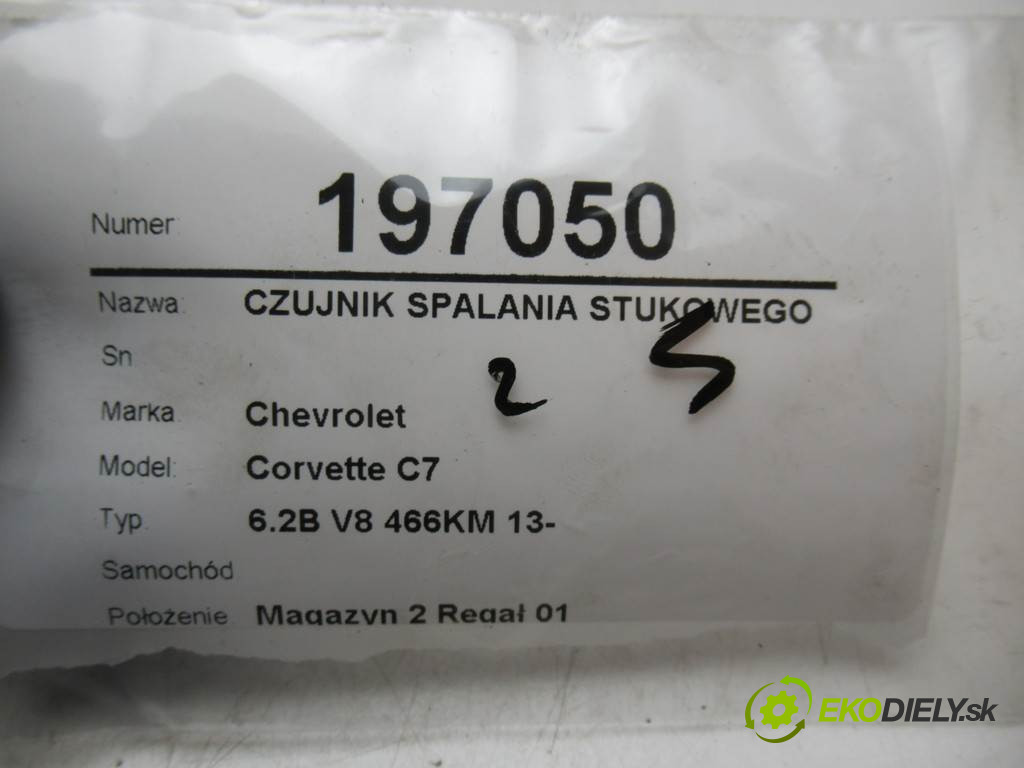 Numer: 197050
Nazwa: CZUJNIK SPALANIA STUKOWEGO
Sn
2 5
Marka: Chevrolet
Model: Corvette C7
Typ: 6.2B V8 466KM 13-
Samochód
Położenie Magazyn 2 Regał 01
EKODIELY.sk